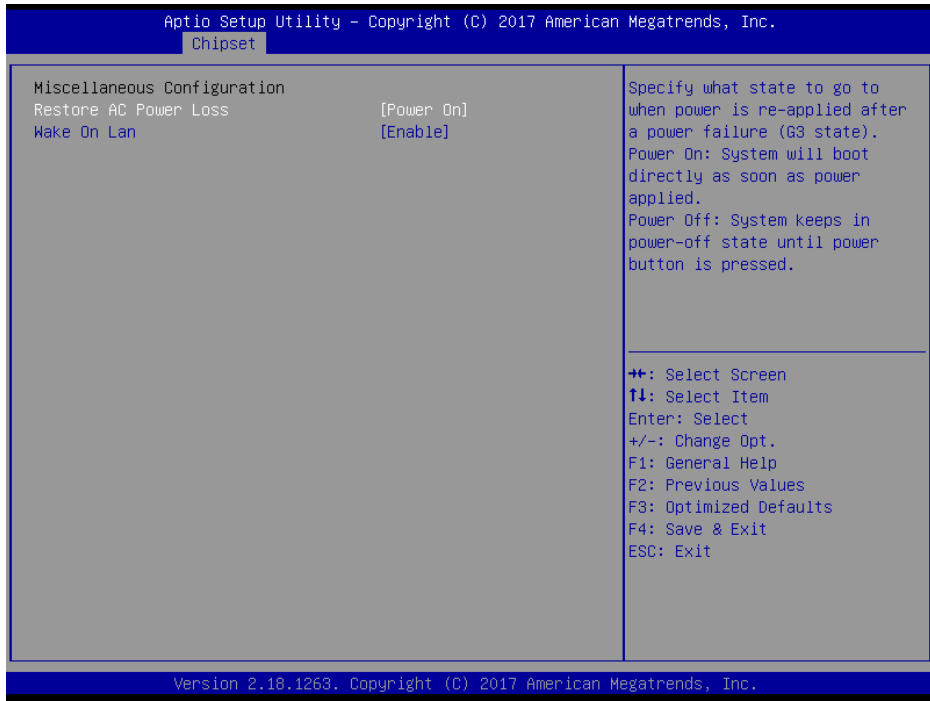 Aptio Setup Utility – Copyright (C) 2017 American Megatrends, Inc.
Chipset
Miscellaneous Configuration
Restore AC Power Loss [Power On]
Wake On Lan [Enable]
Specify what state to go to
when power is re-applied after
a power failure (G3 state).
Power On: System will boot
directly as soon as power
applied.
Power Off: System keeps in
power-off state until power
button is pressed.
→←: Select Screen
↑↓: Select Item
Enter: Select
+/-: Change Opt.
F1: General Help
F2: Previous Values
F3: Optimized Defaults
F4: Save & Exit
ESC: Exit
Version 2.18.1263. Copyright (C) 2017 American Megatrends, Inc.